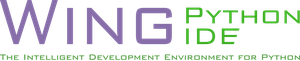 WING PYTHON
IDE
THE INTELLIGENT DEVELOPMENT ENVIRONMENT FOR PYTHON